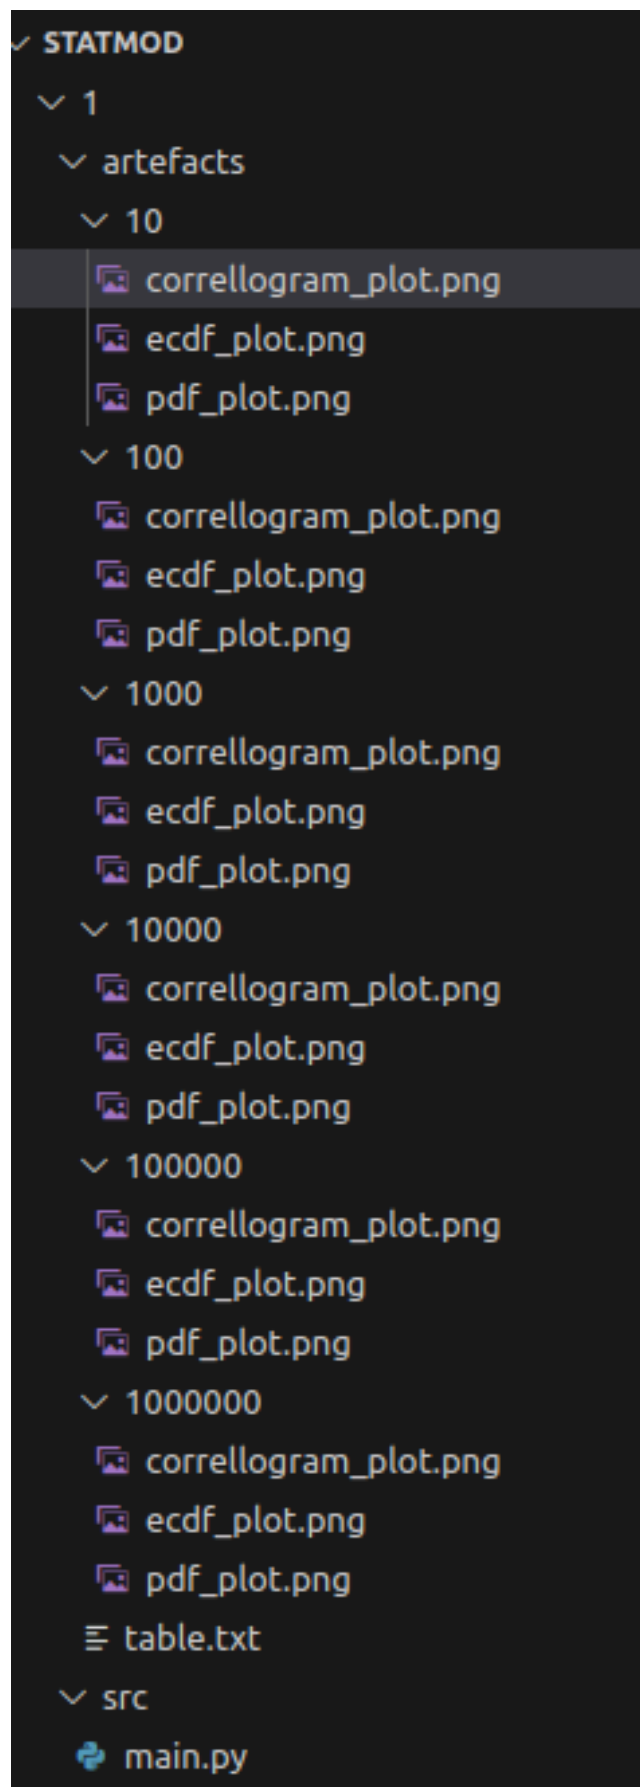 STATMOD
1
artefacts
10
correllogram_plot.png
ecdf_plot.png
pdf_plot.png
100
correllogram_plot.png
ecdf_plot.png
pdf_plot.png
1000
correllogram_plot.png
ecdf_plot.png
pdf_plot.png
10000
correllogram_plot.png
ecdf_plot.png
pdf_plot.png
100000
correllogram_plot.png
ecdf_plot.png
pdf_plot.png
1000000
correllogram_plot.png
ecdf_plot.png
pdf_plot.png
table.txt
src
main.py